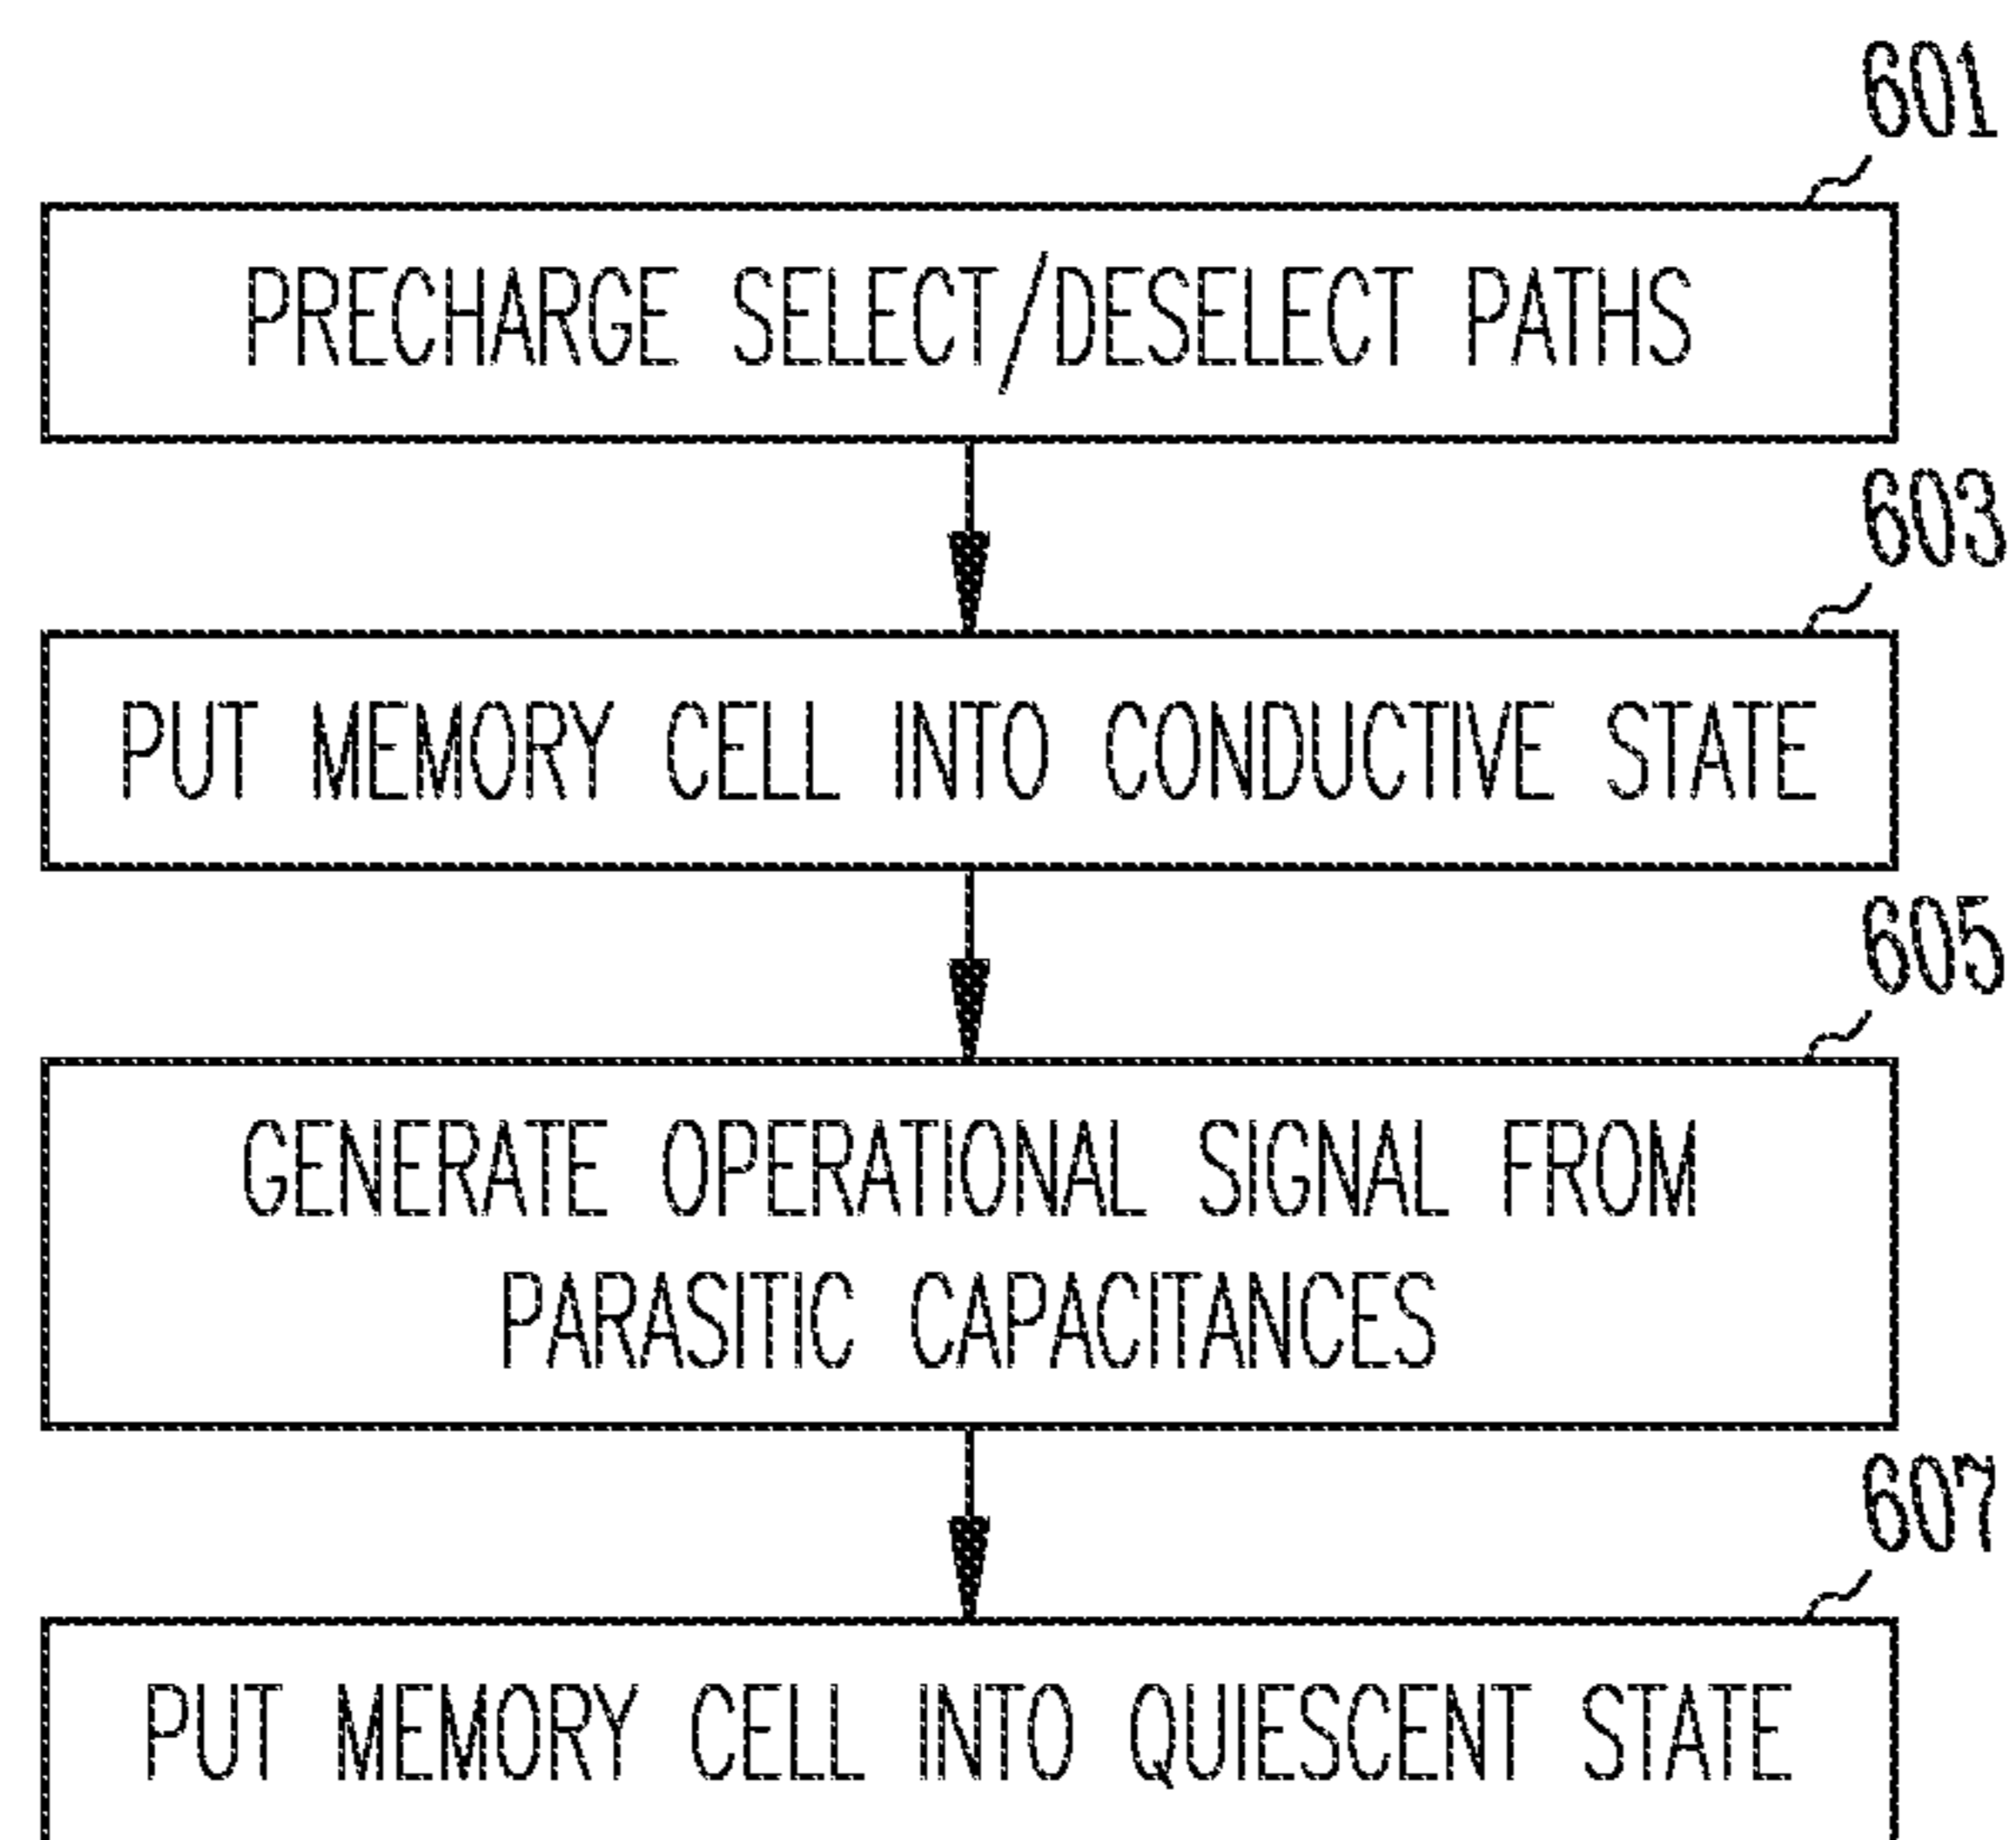 601
PRECHARGE SELECT/DESELECT PATHS
603
PUT MEMORY CELL INTO CONDUCTIVE STATE
605
GENERATE OPERATIONAL SIGNAL FROM
PARASITIC CAPACITANCES
607
PUT MEMORY CELL INTO QUIESCENT STATE